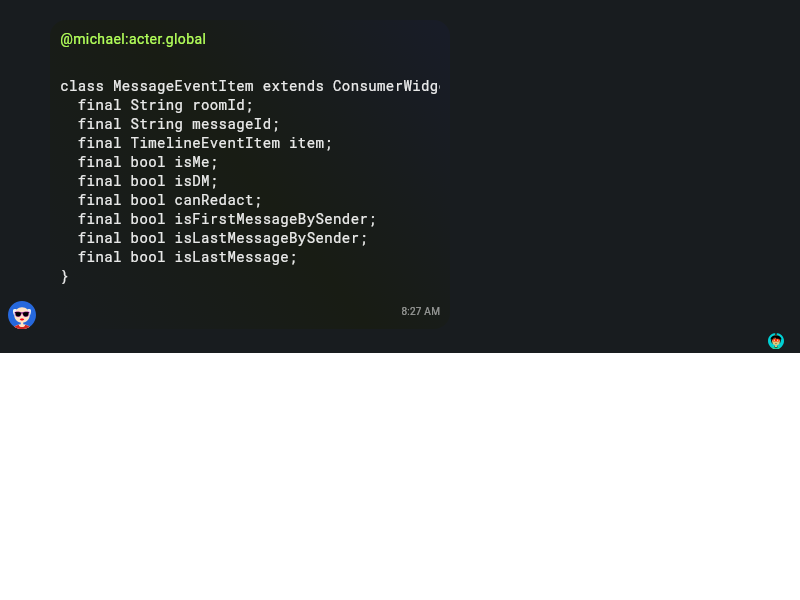 @michael:acter.global
class MessageEventItem extends ConsumerWidg
  final String roomId;
  final String messageId;
  final TimelineEventItem item;
  final bool isMe;
  final bool isDM;
  final bool canRedact;
  final bool isFirstMessageBySender;
  final bool isLastMessageBySender;
  final bool isLastMessage;
}
8:27 AM